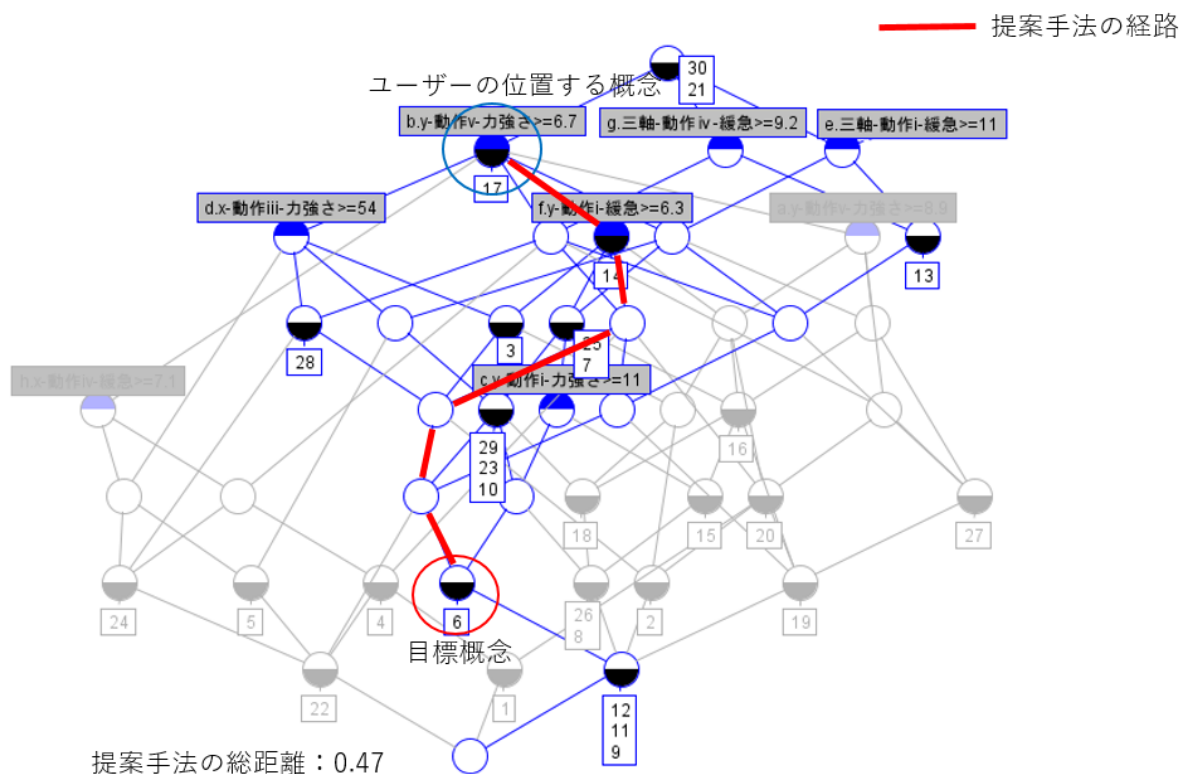 提案手法の経路
30
21
ユーザーの位置する概念
b.y-動作v-力強さ>=6.7
g.三軸-動作iv-緩急>=9.2
e.三軸-動作i-緩急>=11
17
d.x-動作iii-力強さ>=54
f.y-動作i-緩急>=6.3
a.y-動作v-力強さ>=8.9
14
13
28
3
25
7
h.x-動作iv-緩急>=7.1
c.y-動作i-力強さ>=11
29
23
10
16
18
15
20
27
24
5
4
6
26
8
2
19
目標概念
22
1
12
11
9
提案手法の総距離：0.47